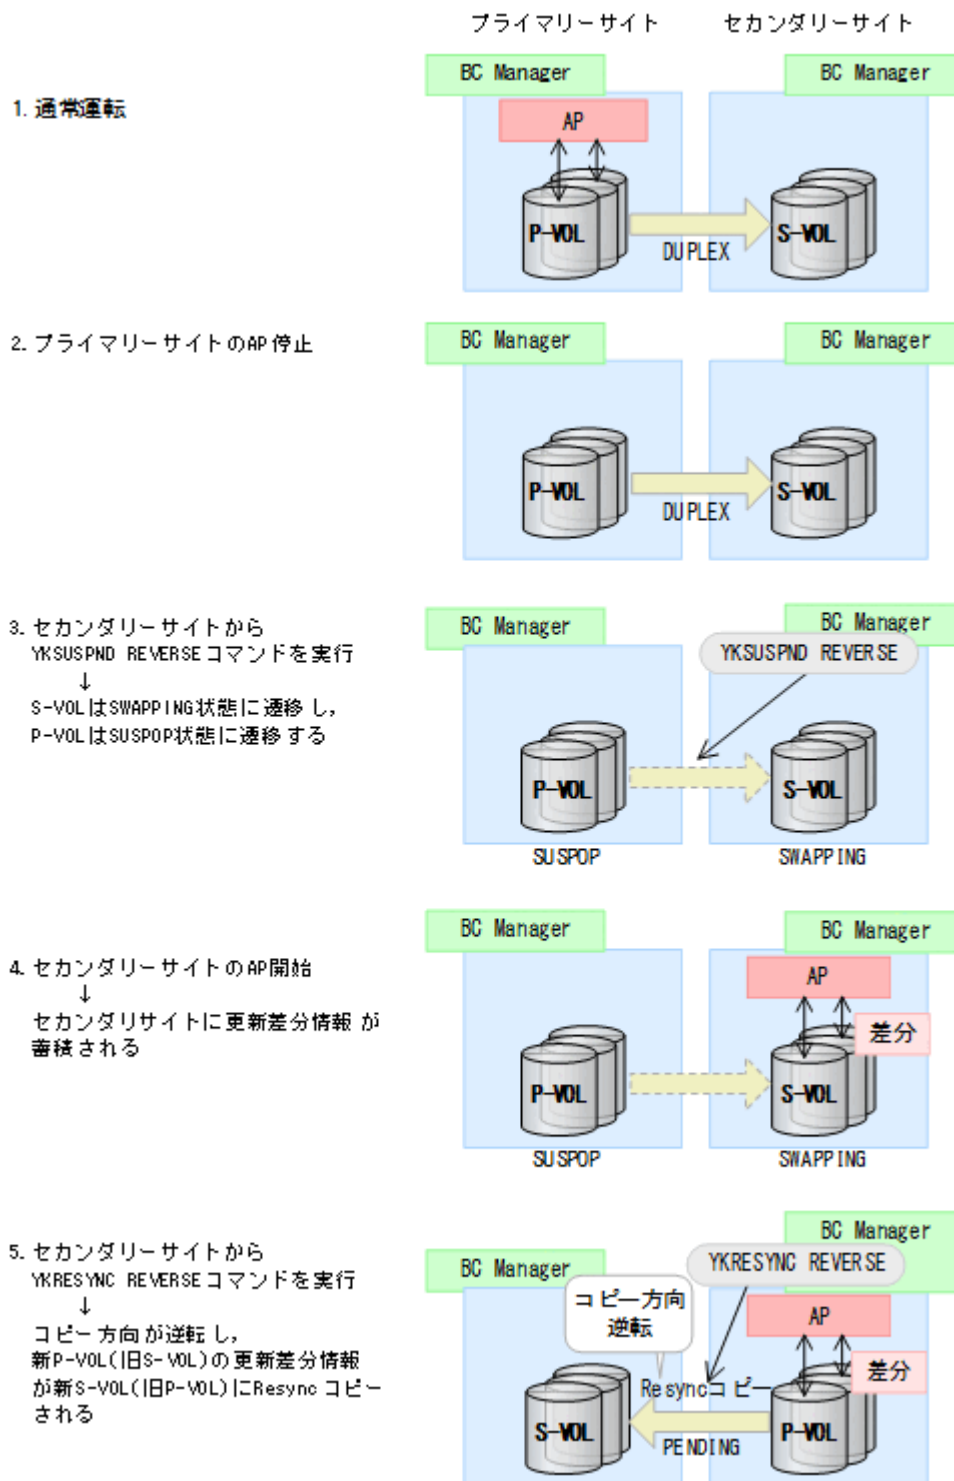 プライマリーサイト
セカンダリーサイト
BC Manager
BC Manager
1. 通常運転
AP
P-VOL
S-VOL
DUPLEX
2. プライマリーサイトのAP停止
BC Manager
BC Manager
P-VOL
S-VOL
DUPLEX
3. セカンダリーサイトから
YKSUSPND REVERSEコマンドを実行
↓
S-VOLはSWAPPING状態に遷移し,
P-VOLはSUSPOP状態に遷移する
BC Manager
BC Manager
YKSUSPND REVERSE
P-VOL
S-VOL
SUSPOP
SWAPPING
4. セカンダリーサイトのAP開始
↓
セカンダリサイトに更新差分情報が
蓄積される
BC Manager
BC Manager
AP
差分
P-VOL
S-VOL
SUSPOP
SWAPPING
5. セカンダリーサイトから
YKRESYNC REVERSEコマンドを実行
↓
コピー方向が逆転し,
新P-VOL(旧S-VOL)の更新差分情報
が新S-VOL(旧P-VOL)にResyncコピー
される
BC Manager
BC Manager
YKRESYNC REVERSE
コピー方向
逆転
AP
差分
Resyncコピー
S-VOL
P-VOL
PENDING